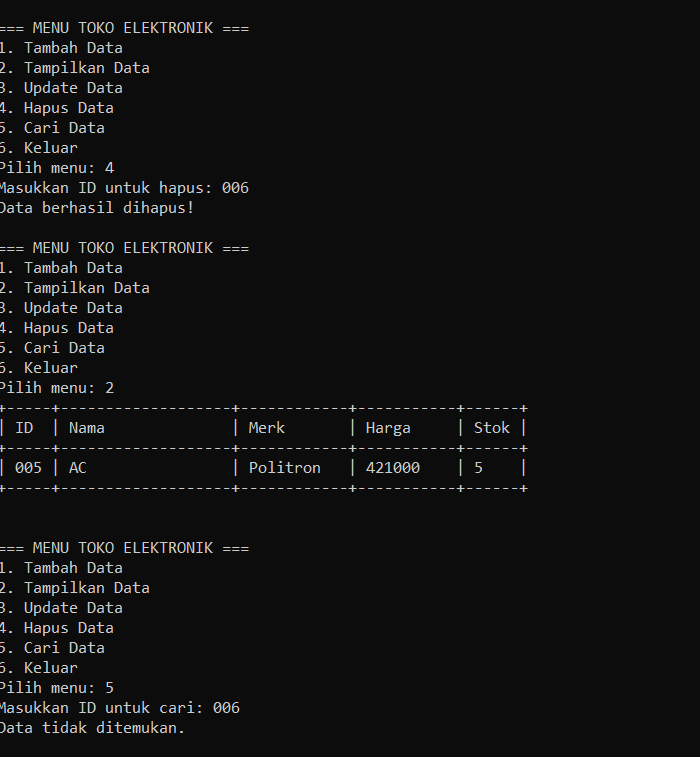 === MENU TOKO ELEKTRONIK ===
1. Tambah Data
2. Tampilkan Data
3. Update Data
4. Hapus Data
5. Cari Data
6. Keluar
Pilih menu: 4
Masukkan ID untuk hapus: 006
Data berhasil dihapus!
=== MENU TOKO ELEKTRONIK ===
1. Tambah Data
2. Tampilkan Data
3. Update Data
4. Hapus Data
5. Cari Data
6. Keluar
Pilih menu: 2
+-----+-------------------+------------+-----------+------+
| ID  | Nama              | Merk       | Harga     | Stok |
+-----+-------------------+------------+-----------+------+
| 005 | AC                | Politron   | 421000    | 5    |
+-----+-------------------+------------+-----------+------+
=== MENU TOKO ELEKTRONIK ===
1. Tambah Data
2. Tampilkan Data
3. Update Data
4. Hapus Data
5. Cari Data
6. Keluar
Pilih menu: 5
Masukkan ID untuk cari: 006
Data tidak ditemukan.